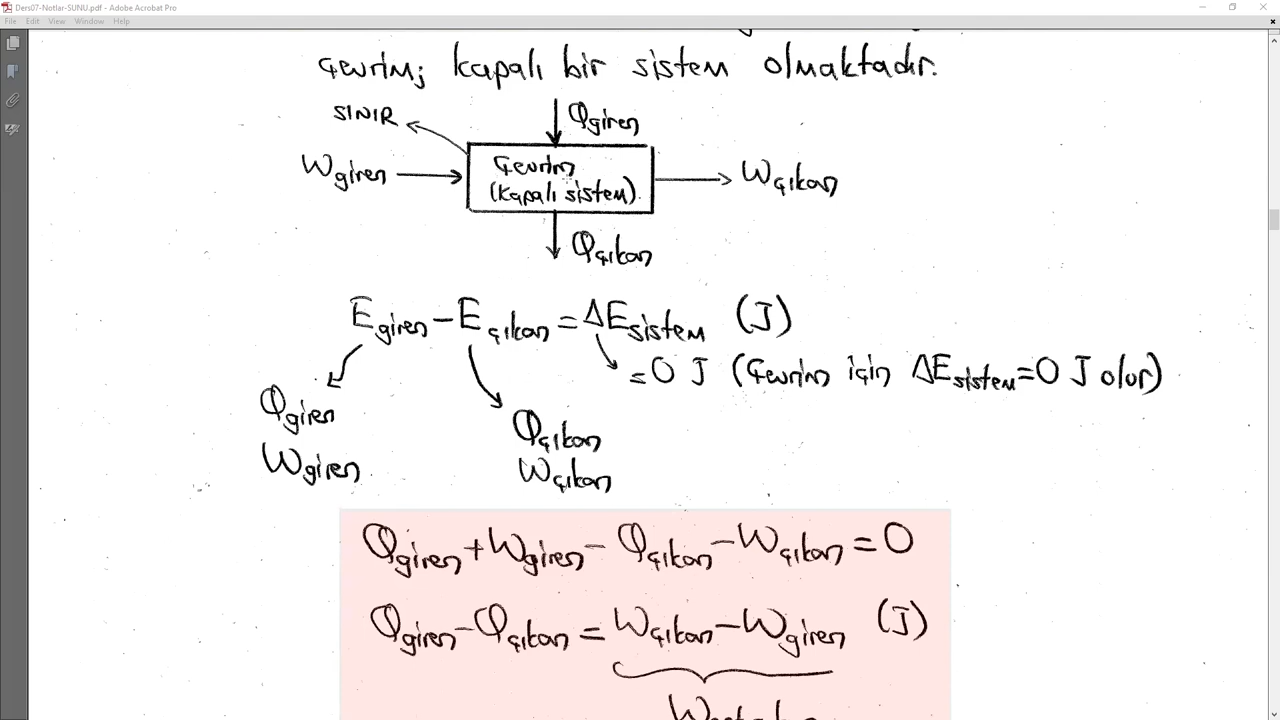 Ders07-Notlar-SUNU.pdf - Adobe Acrobat Pro
File Edit View Window Help
Çevrim; kapalı bir sistem olmaktadır.
SINIR
Qgiren
Wgiren
Çevrim
(kapalı sistem)
Wçıkan
Qçıkan
Egiren - Eçıkan = ΔEsistem (J)
= 0 J (Çevrim için ΔEsistem = 0 J olur)
Qgiren
Wgiren
Qçıkan
Wçıkan
Qgiren + Wgiren - Qçıkan - Wçıkan = 0
Qgiren - Qçıkan = Wçıkan - Wgiren (J)